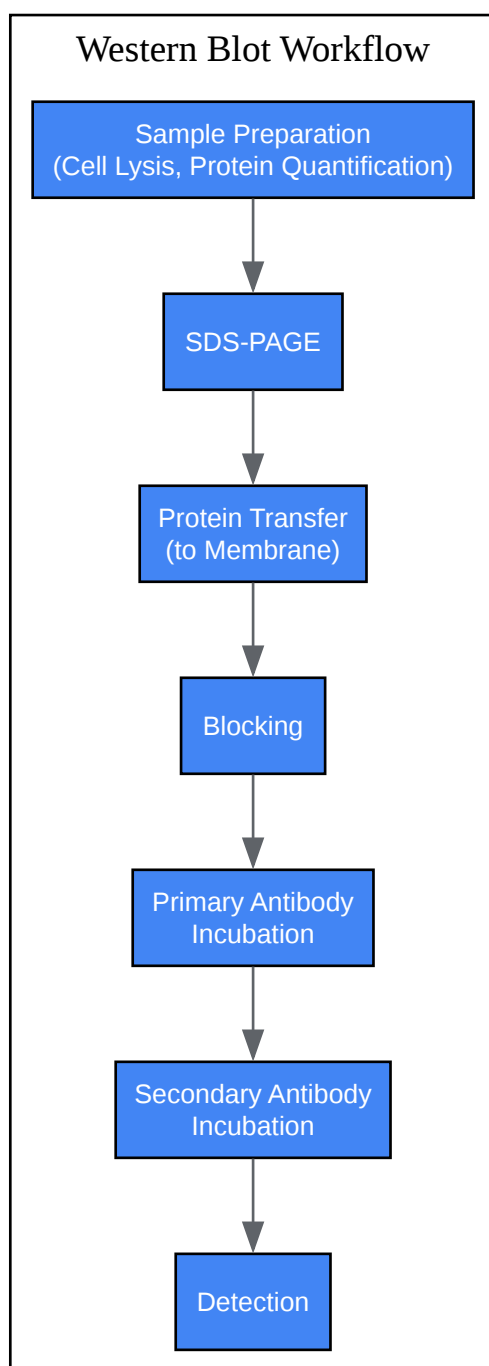 Western Blot Workflow
Sample Preparation
(Cell Lysis, Protein Quantification)
SDS-PAGE
Protein Transfer
(to Membrane)
Blocking
Primary Antibody
Incubation
Secondary Antibody
Incubation
Detection